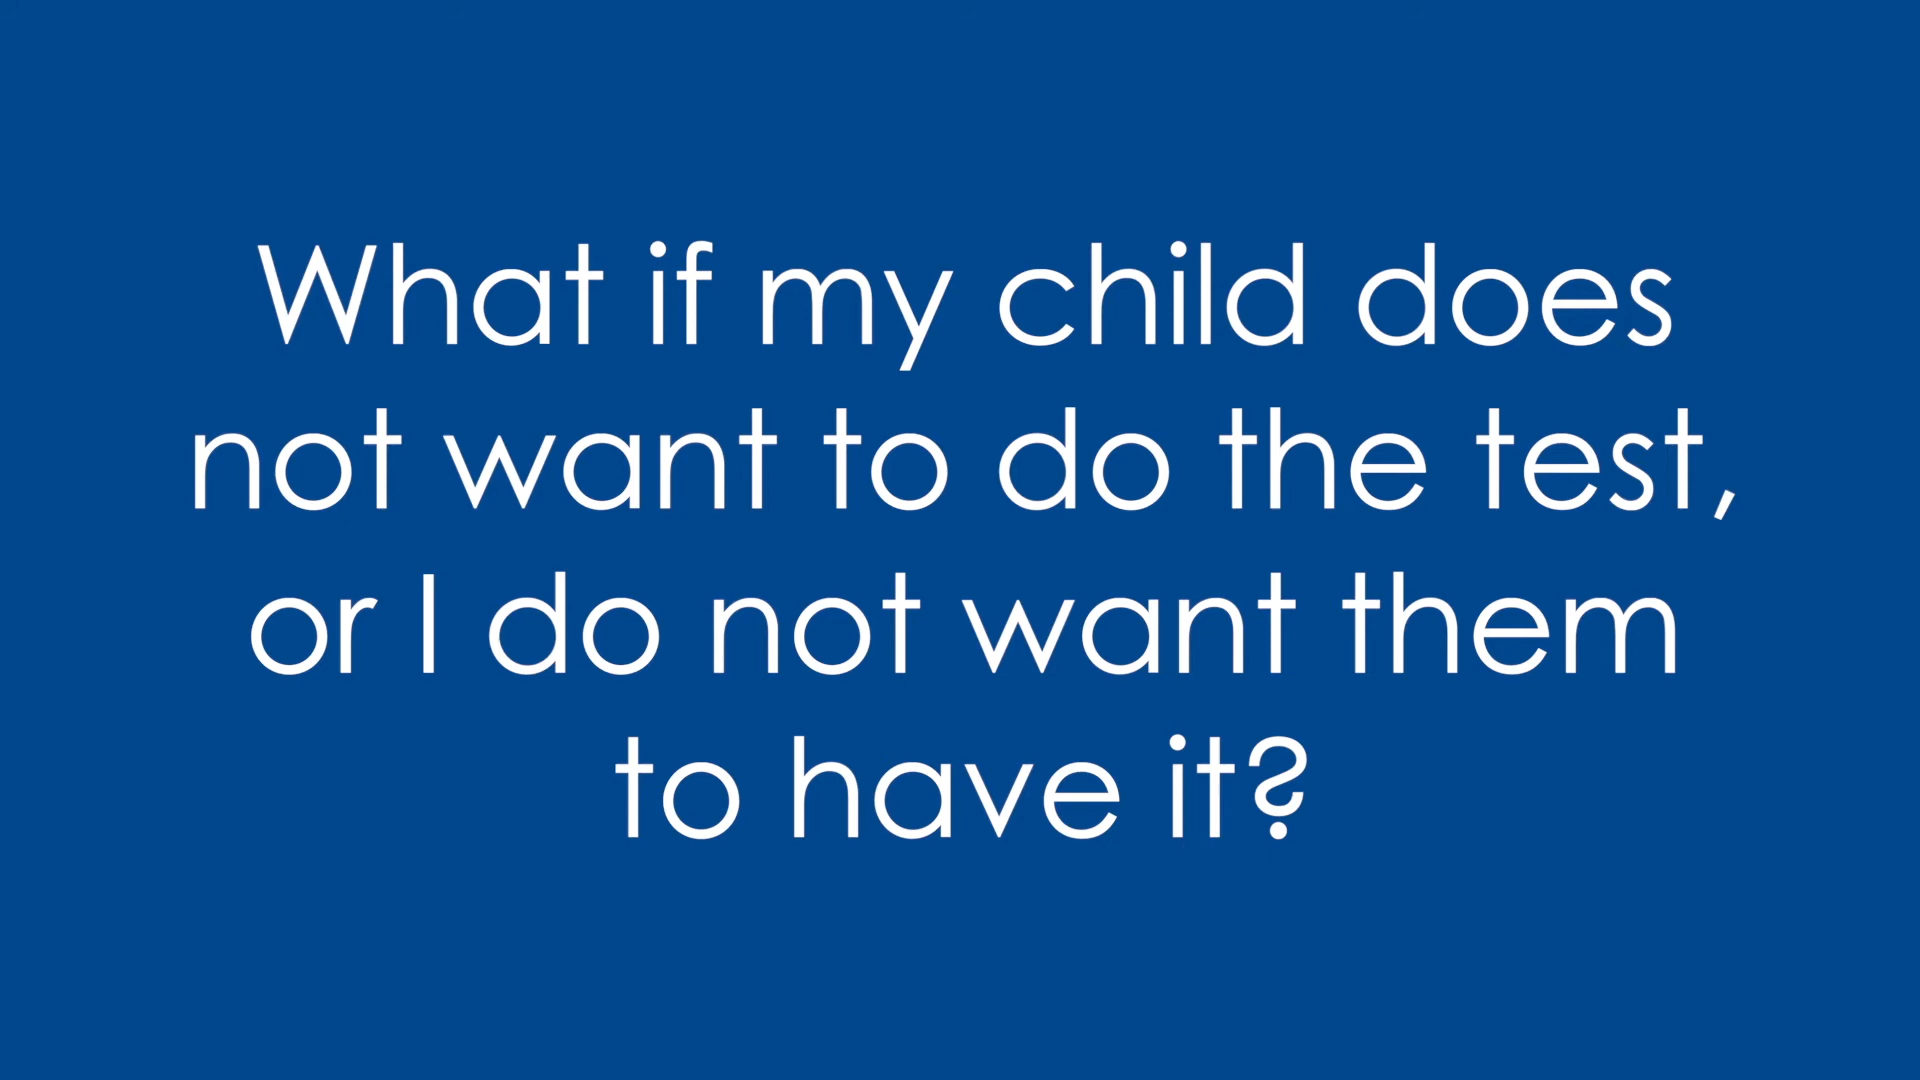 What if my child does
not want to do the test,
or I do not want them
to have it?